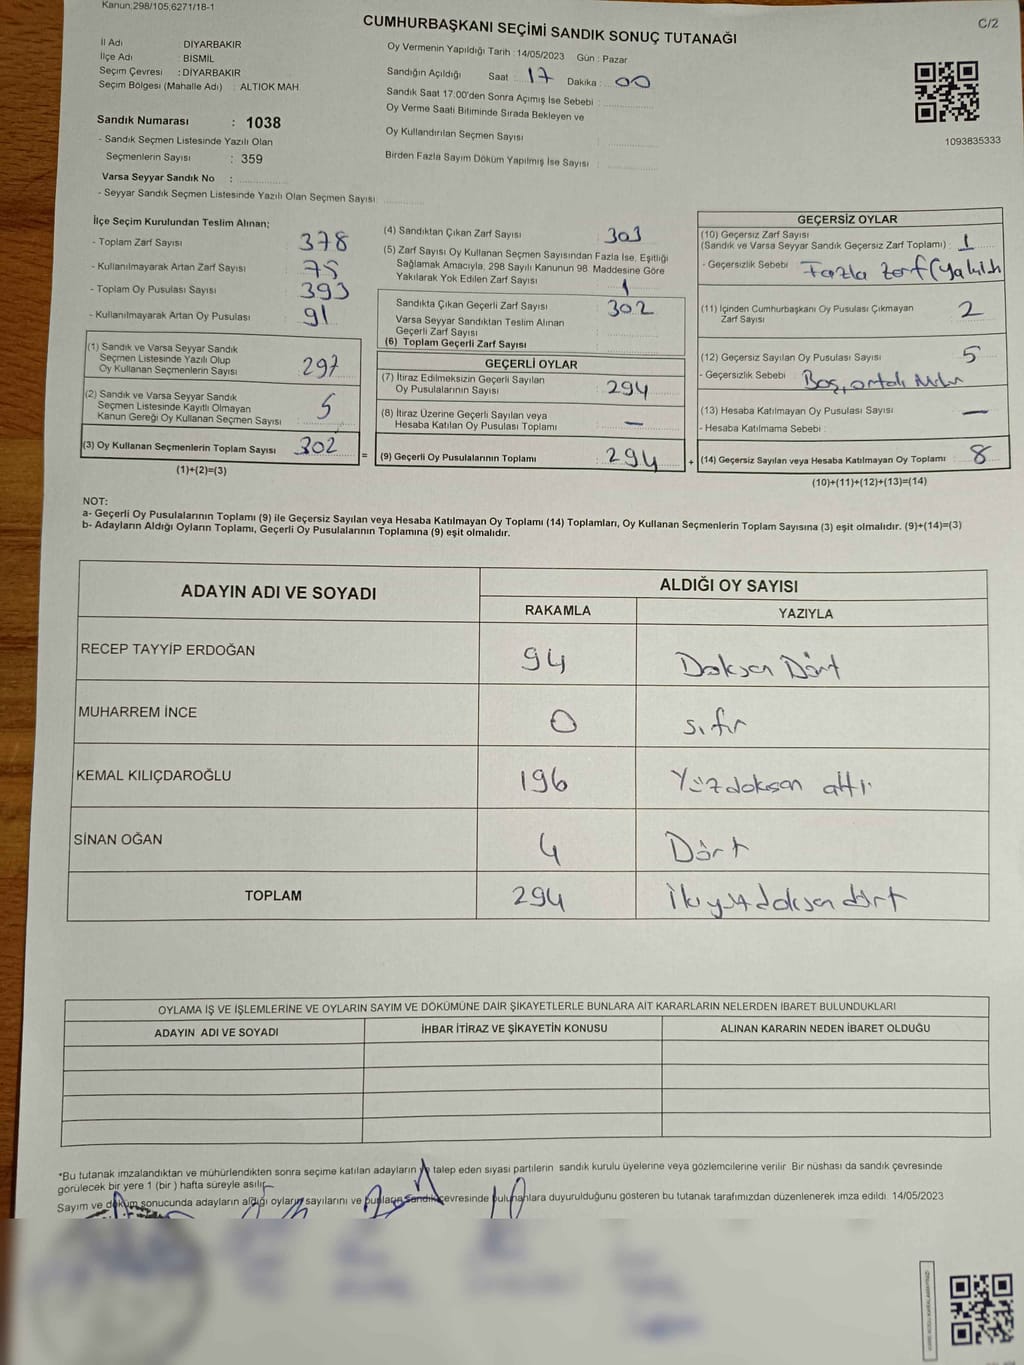 Kanun,298/105,6271/18-1
C/2
CUMHURBAŞKANI SEÇİMİ SANDIK SONUÇ TUTANAĞI
İl Adı DİYARBAKIR
İlçe Adı : BİSMİL
Seçim Çevresi : DİYARBAKIR
Seçim Bölgesi (Mahalle Adı) : ALTIOK MAH
Sandık Numarası : 1038
- Sandık Seçmen Listesinde Yazılı Olan
Seçmenlerin Sayısı : 359
Varsa Seyyar Sandık No :
- Seyyar Sandık Seçmen Listesinde Yazılı Olan Seçmen Sayısı
Oy Vermenin Yapıldığı Tarih : 14/05/2023 Gün : Pazar
Sandığın Açıldığı Saat : 17 Dakika : 00
Sandık Saat 17:00'den Sonra Açımış İse Sebebi :
Oy Verme Saati Bitiminde Sırada Bekleyen ve
Oy Kullandırılan Seçmen Sayısı :
Birden Fazla Sayım Döküm Yapılmış İse Sayısı :
1093835333
İlçe Seçim Kurulundan Teslim Alınan;
- Toplam Zarf Sayısı : 378
- Kullanılmayarak Artan Zarf Sayısı : 75
- Toplam Oy Pusulası Sayısı : 393
- Kullanılmayarak Artan Oy Pusulası : 91
(1) Sandık ve Varsa Seyyar Sandık
Seçmen Listesinde Yazılı Olup
Oy Kullanan Seçmenlerin Sayısı : 297
(2) Sandık ve Varsa Seyyar Sandık
Seçmen Listesinde Kayıtlı Olmayan
Kanun Gereği Oy Kullanan Seçmen Sayısı : 5
(3) Oy Kullanan Seçmenlerin Toplam Sayısı : 302
(1)+(2)=(3)
=
(4) Sandıktan Çıkan Zarf Sayısı : 303
(5) Zarf Sayısı Oy Kullanan Seçmen Sayısından Fazla İse, Eşitliği
Sağlamak Amacıyla, 298 Sayılı Kanunun 98 Maddesine Göre
Yakılarak Yok Edilen Zarf Sayısı : 1
Sandıkta Çıkan Geçerli Zarf Sayısı : 302
Varsa Seyyar Sandıktan Teslim Alınan
Geçerli Zarf Sayısı :
(6) Toplam Geçerli Zarf Sayısı :
GEÇERLİ OYLAR
(7) İtiraz Edilmeksizin Geçerli Sayılan
Oy Pusulalarının Sayısı : 294
(8) İtiraz Üzerine Geçerli Sayılan veya
Hesaba Katılan Oy Pusulası Toplamı : —
(9) Geçerli Oy Pusulalarının Toplamı : 294
+
GEÇERSİZ OYLAR
(10) Geçersiz Zarf Sayısı
(Sandık ve Varsa Seyyar Sandık Geçersiz Zarf Toplamı) : 1
- Geçersizlik Sebebi : Fazla zarf (Yakıldı
(11) İçinden Cumhurbaşkanı Oy Pusulası Çıkmayan
Zarf Sayısı 2
(12) Geçersiz Sayılan Oy Pusulası Sayısı : 5
- Geçersizlik Sebebi : Boş, ortalı
(13) Hesaba Katılmayan Oy Pusulası Sayısı : —
- Hesaba Katılmama Sebebi :
(14) Geçersiz Sayılan veya Hesaba Katılmayan Oy Toplamı : 8
(10)+(11)+(12)+(13)=(14)
NOT:
a- Geçerli Oy Pusulalarının Toplamı (9) ile Geçersiz Sayılan veya Hesaba Katılmayan Oy Toplamı (14) Toplamları, Oy Kullanan Seçmenlerin Toplam Sayısına (3) eşit olmalıdır. (9)+(14)=(3)
b- Adayların Aldığı Oyların Toplamı, Geçerli Oy Pusulalarının Toplamına (9) eşit olmalıdır.
ADAYIN ADI VE SOYADI
ALDIĞI OY SAYISI
RAKAMLA YAZIYLA
RECEP TAYYİP ERDOĞAN 94 Doksan Dört
MUHARREM İNCE 0 sıfır
KEMAL KILIÇDAROĞLU 196 Yüzdoksan altı
SİNAN OĞAN 4 Dört
TOPLAM 294 İkiyüzdoksan dört
OYLAMA İŞ VE İŞLEMLERİNE VE OYLARIN SAYIM VE DÖKÜMÜNE DAİR ŞİKAYETLERLE BUNLARA AİT KARARLARIN NELERDEN İBARET BULUNDUKLARI
ADAYIN ADI VE SOYADI İHBAR İTİRAZ VE ŞİKAYETİN KONUSU ALINAN KARARIN NEDEN İBARET OLDUĞU
*Bu tutanak imzalandıktan ve mühürlendikten sonra seçime katılan adayların talep eden siyasi partilerin sandık kurulu üyelerine veya gözlemcilerine verilir Bir nüshası da sandık çevresinde
görülecek bir yere 1 (bir ) hafta süreyle asılır
Sayım ve döküm sonucunda adayların aldığı oyların sayılarını ve bunların Sandık çevresinde bulunanlara duyurulduğunu gösteren bu tutanak tarafımızdan düzenlenerek imza edildi. 14/05/2023